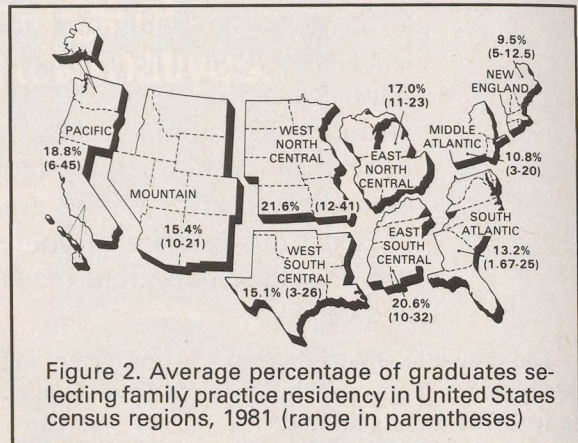 9.5%
(5-12.5)
NEW
ENGLAND
17.0%
(11-23)
PACIFIC
18.8%
(6-45)
WEST
NORTH
CENTRAL
MIDDLE
ATLANTIC
EAST
NORTH
CENTRAL
10.8%
(3-20)
MOUNTAIN
15.4%
(10-21)
21.6% (12-41)
SOUTH
ATLANTIC
13.2%
(1.67-25)
EAST
SOUTH
CENTRAL
WEST
SOUTH
CENTRAL
15.1% (3-26)
20.6%
(10-32)
Figure 2. Average percentage of graduates se-
lecting family practice residency in United States
census regions, 1981 (range in parentheses)